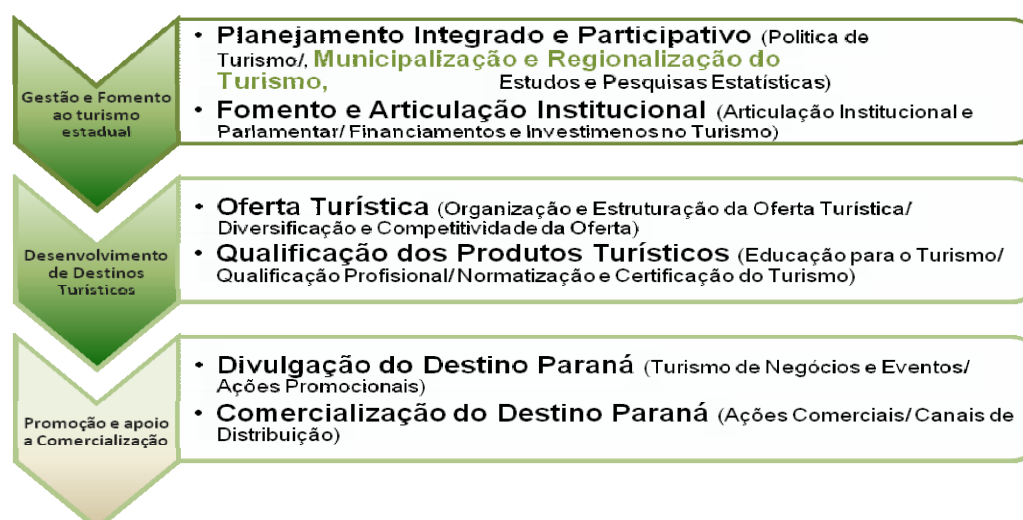 Gestão e Fomento
ao turismo
estadual
• Planejamento Integrado e Participativo (Politica de
Turismo/, Municipalização e Regionalização do
Turismo, Estudos e Pesquisas Estatísticas)
• Fomento e Articulação Institucional (Articulação Institucional e
Parlamentar/ Financiamentos e Investimenos no Turismo)
Desenvolvimento
de Destinos
Turísticos
• Oferta Turística (Organização e Estruturação da Oferta Turística/
Diversificação e Competitividade da Oferta)
• Qualificação dos Produtos Turísticos (Educação para o Turismo/
Qualificação Profisional/ Normatização e Certificação do Turismo)
Promoção e apoio
a Comercialização
• Divulgação do Destino Paraná (Turismo de Negócios e Eventos/
Ações Promocionais)
• Comercialização do Destino Paraná (Ações Comerciais/ Canais de
Distribuição)